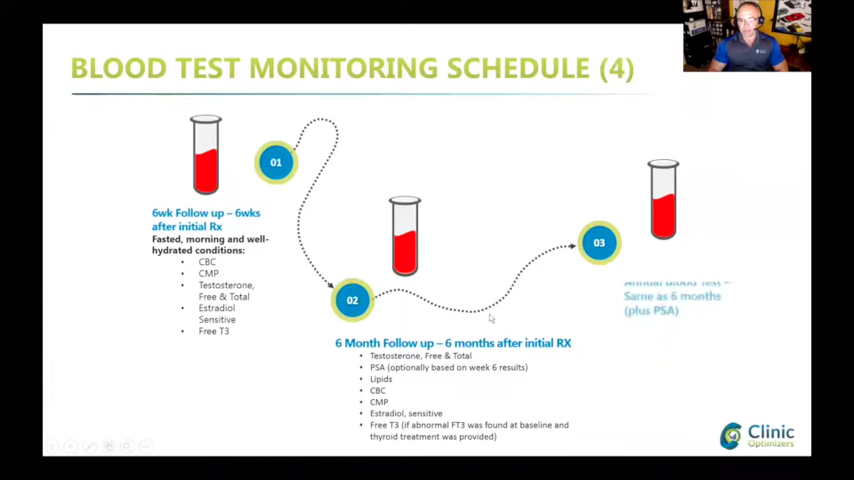 BLOOD TEST MONITORING SCHEDULE (4)
01
6wk Follow up – 6wks
after initial Rx
Fasted, morning and well-
hydrated conditions:
• CBC
• CMP
• Testosterone,
Free & Total
• Estradiol
Sensitive
• Free T3
02
6 Month Follow up – 6 months after initial RX
• Testosterone, Free & Total
• PSA (optionally based on week 6 results)
• Lipids
• CBC
• CMP
• Estradiol, sensitive
• Free T3 (if abnormal FT3 was found at baseline and
thyroid treatment was provided)
03
Annual Blood Test –
Same as 6 months
(plus PSA)
Clinic
Optimizers